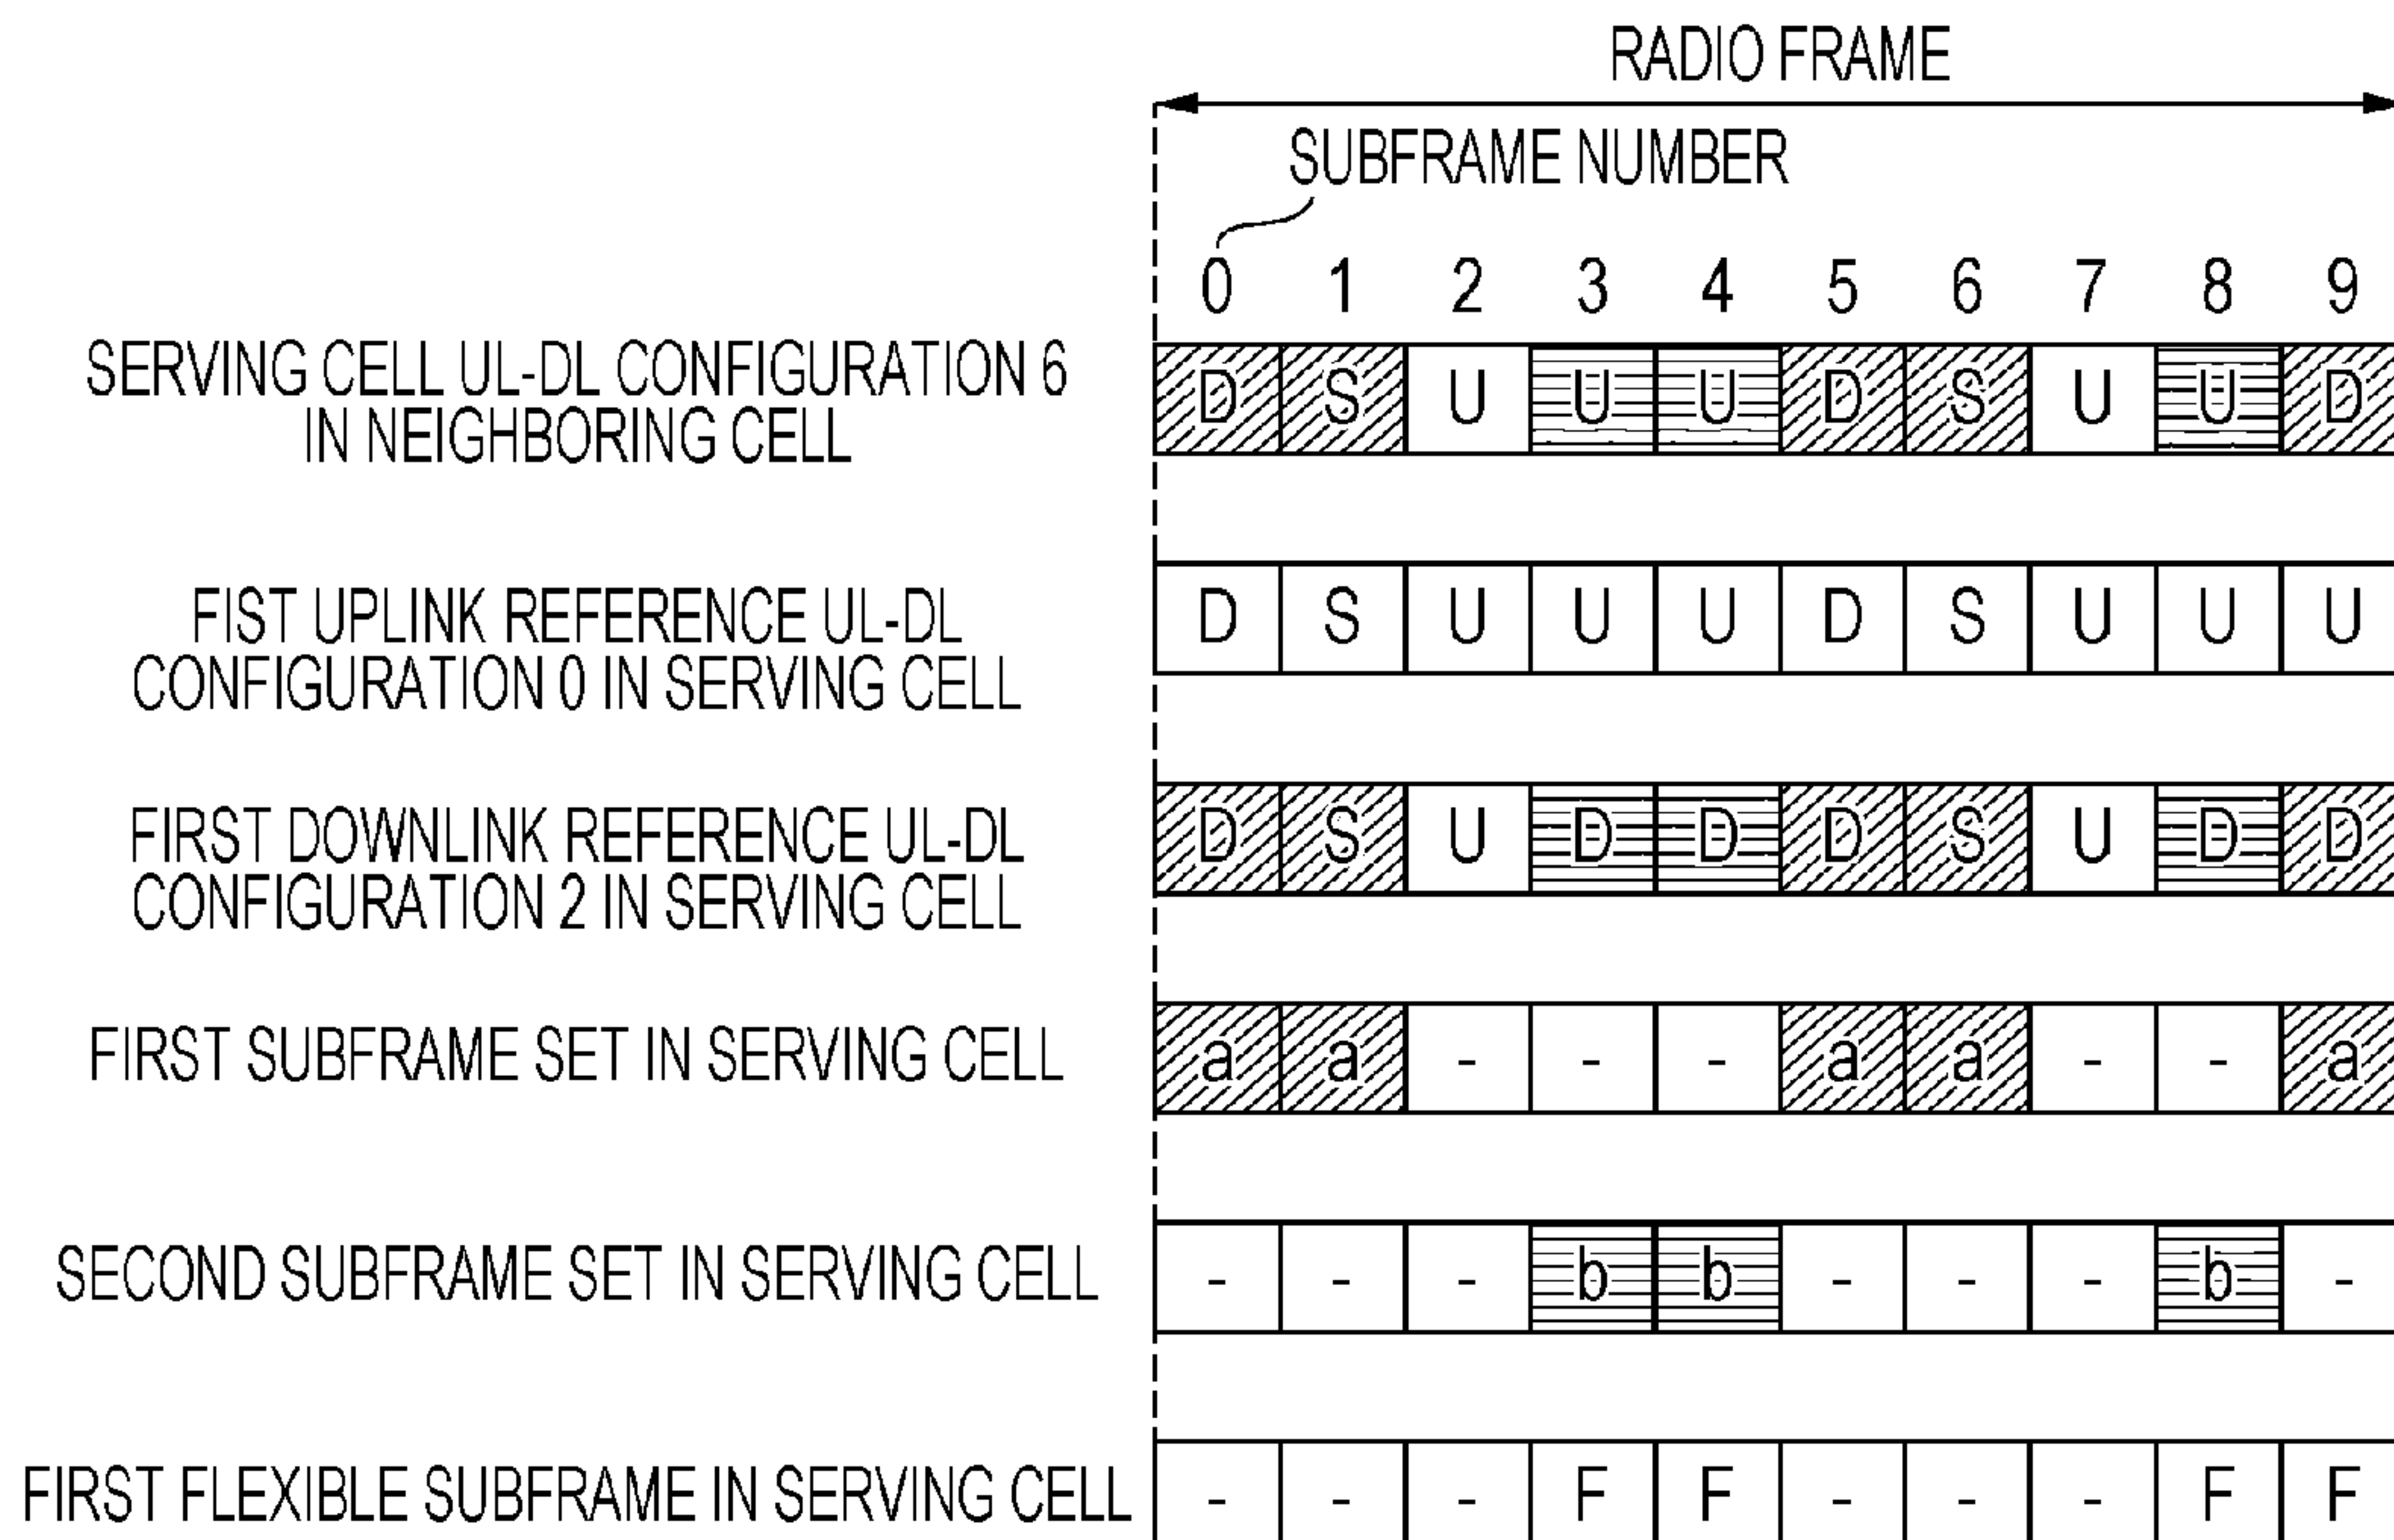 RADIO FRAME
SUBFRAME NUMBER
0 1 2 3 4 5 6 7 8 9
SERVING CELL UL-DL CONFIGURATION 6
IN NEIGHBORING CELL
D S U U U D S U U D
FIST UPLINK REFERENCE UL-DL
CONFIGURATION 0 IN SERVING CELL
D S U U U D S U U U
FIRST DOWNLINK REFERENCE UL-DL
CONFIGURATION 2 IN SERVING CELL
D S U D D D S U D D
FIRST SUBFRAME SET IN SERVING CELL
a a - - - a a - - a
SECOND SUBFRAME SET IN SERVING CELL
- - - b b - - - b -
FIRST FLEXIBLE SUBFRAME IN SERVING CELL
- - - F F - - - F F